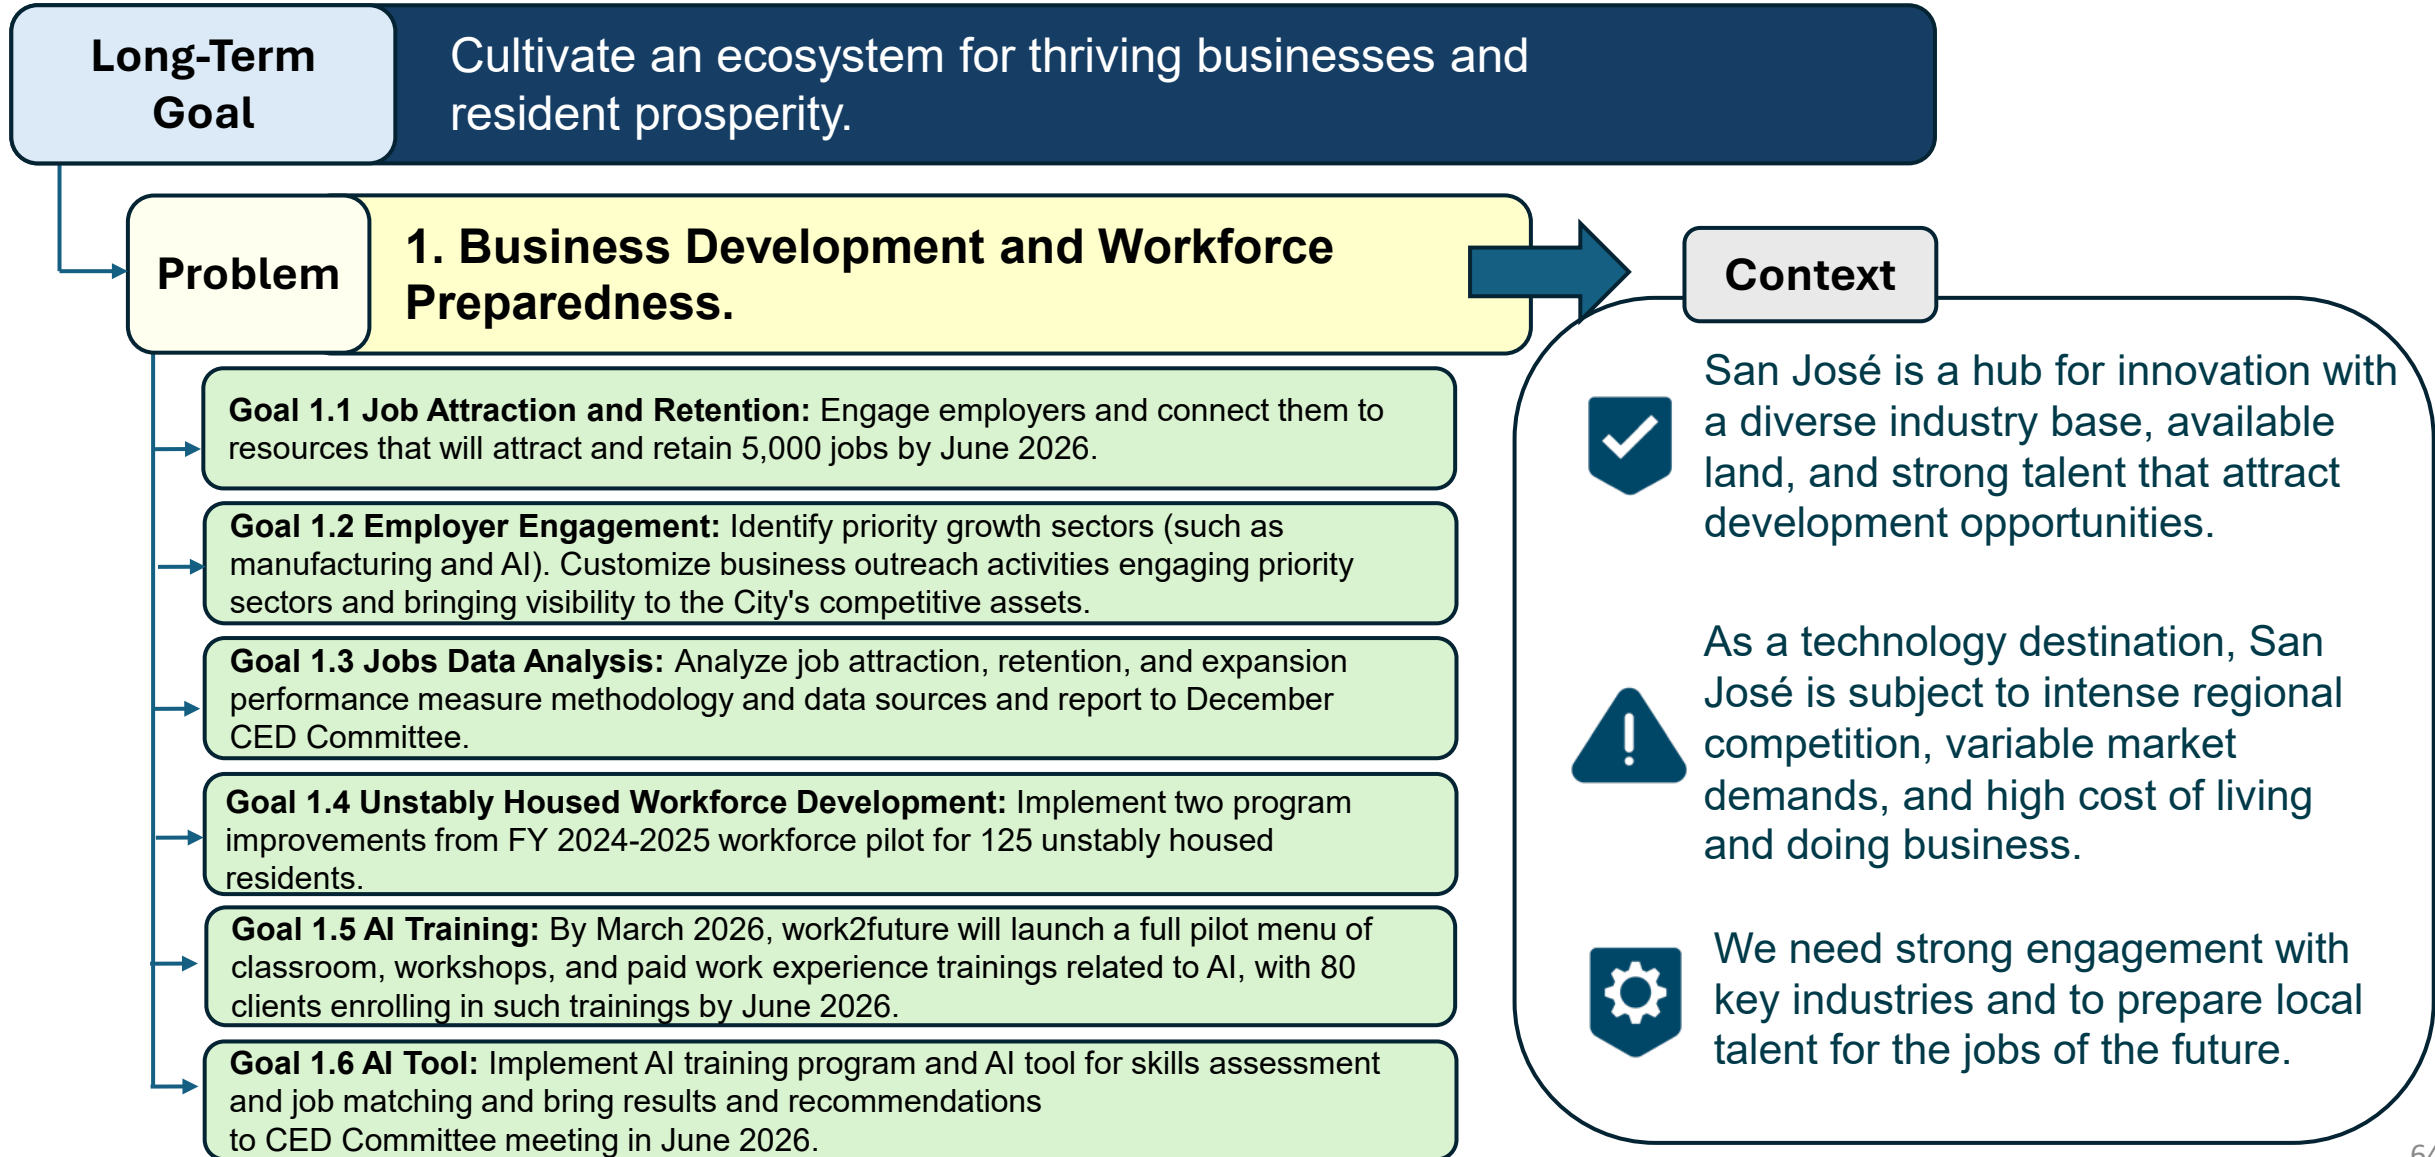 Long-Term
Goal
Cultivate an ecosystem for thriving businesses and
resident prosperity.
Problem
1. Business Development and Workforce
Preparedness.
Goal 1.1 Job Attraction and Retention: Engage employers and connect them to
resources that will attract and retain 5,000 jobs by June 2026.
Goal 1.2 Employer Engagement: Identify priority growth sectors (such as
manufacturing and AI). Customize business outreach activities engaging priority
sectors and bringing visibility to the City's competitive assets.
Goal 1.3 Jobs Data Analysis: Analyze job attraction, retention, and expansion
performance measure methodology and data sources and report to December
CED Committee.
Goal 1.4 Unstably Housed Workforce Development: Implement two program
improvements from FY 2024-2025 workforce pilot for 125 unstably housed
residents.
Goal 1.5 AI Training: By March 2026, work2future will launch a full pilot menu of
classroom, workshops, and paid work experience trainings related to AI, with 80
clients enrolling in such trainings by June 2026.
Goal 1.6 AI Tool: Implement AI training program and AI tool for skills assessment
and job matching and bring results and recommendations
to CED Committee meeting in June 2026.
Context
San José is a hub for innovation with
a diverse industry base, available
land, and strong talent that attract
development opportunities.
As a technology destination, San
José is subject to intense regional
competition, variable market
demands, and high cost of living
and doing business.
We need strong engagement with
key industries and to prepare local
talent for the jobs of the future.